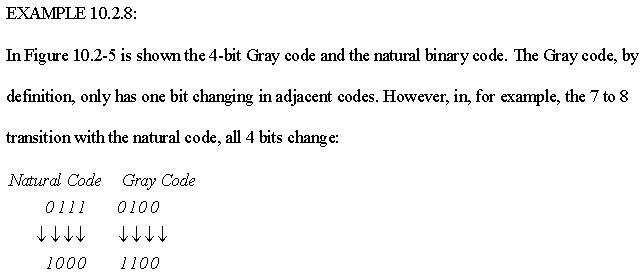 EXAMPLE 10.2.8:
In Figure 10.2-5 is shown the 4-bit Gray code and the natural binary code. The Gray code, by
definition, only has one bit changing in adjacent codes. However, in, for example, the 7 to 8
transition with the natural code, all 4 bits change:
Natural Code Gray Code
0111 0100
↓↓↓↓ ↓↓↓↓
1000 1100